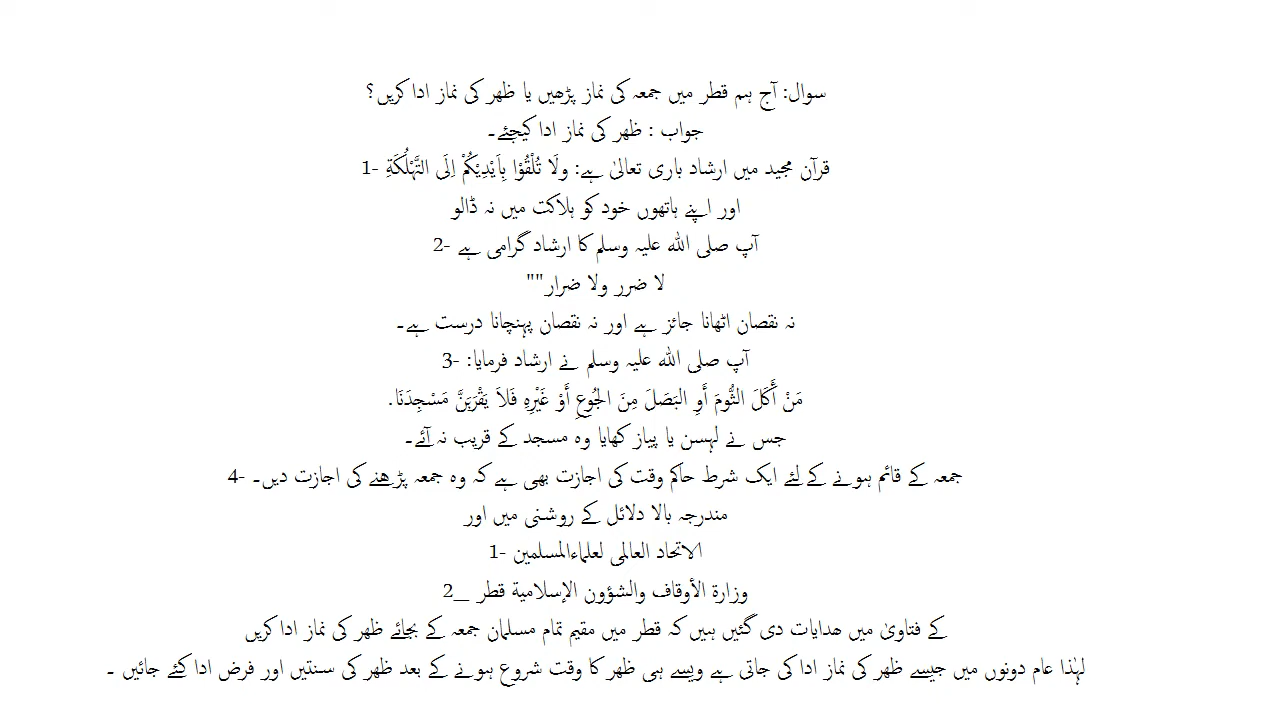 سوال: آج ہم قطر میں جمعہ کی نماز پڑھیں یا ظہر کی نماز ادا کریں؟
جواب : ظہر کی نماز ادا کیجئے۔
1- قرآن مجید میں ارشاد باری تعالیٰ ہے: ولَا تُلْقُوْا بِاَيْدِيْكُمْ اِلَى التَّهْلُكَةِ
اور اپنے ہاتھوں خود کو ہلاکت میں نہ ڈالو
2- آپ صلی اللہ علیہ وسلم کا ارشاد گرامی ہے
لا ضرر ولا ضرار""
نہ نقصان اٹھانا جائز ہے اور نہ نقصان پہنچانا درست ہے۔
3- آپ صلی اللہ علیہ وسلم نے ارشاد فرمایا:
مَنْ أَكَلَ الثُّومَ أَوِ البَصَلَ مِنَ الجُوعِ أَوْ غَيْرِهِ فَلاَ يَقْرَبَنَّ مَسْجِدَنَا.
جس نے لہسن یا پیاز کھایا وہ مسجد کے قریب نہ آئے۔
4- جمعہ کے قائم ہونے کے لئے ایک شرط حاکم وقت کی اجازت بھی ہے کہ وہ جمعہ پڑھنے کی اجازت دیں۔
مندرجہ بالا دلائل کے روشنی میں اور
1- الاتحاد العالمی لعلماءالمسلمین
2_ وزارة الأوقاف والشؤون الإسلامية قطر
کے فتاویٰ میں ھدایات دی گئیں ہیں کہ قطر میں مقیم تمام مسلمان جمعہ کے بجائے ظہر کی نماز ادا کریں
لہٰذا عام دونوں میں جیسے ظہر کی نماز ادا کی جاتی ہے ویسے ہی ظہر کا وقت شروع ہونے کے بعد ظہر کی سنتیں اور فرض ادا کئے جائیں ۔